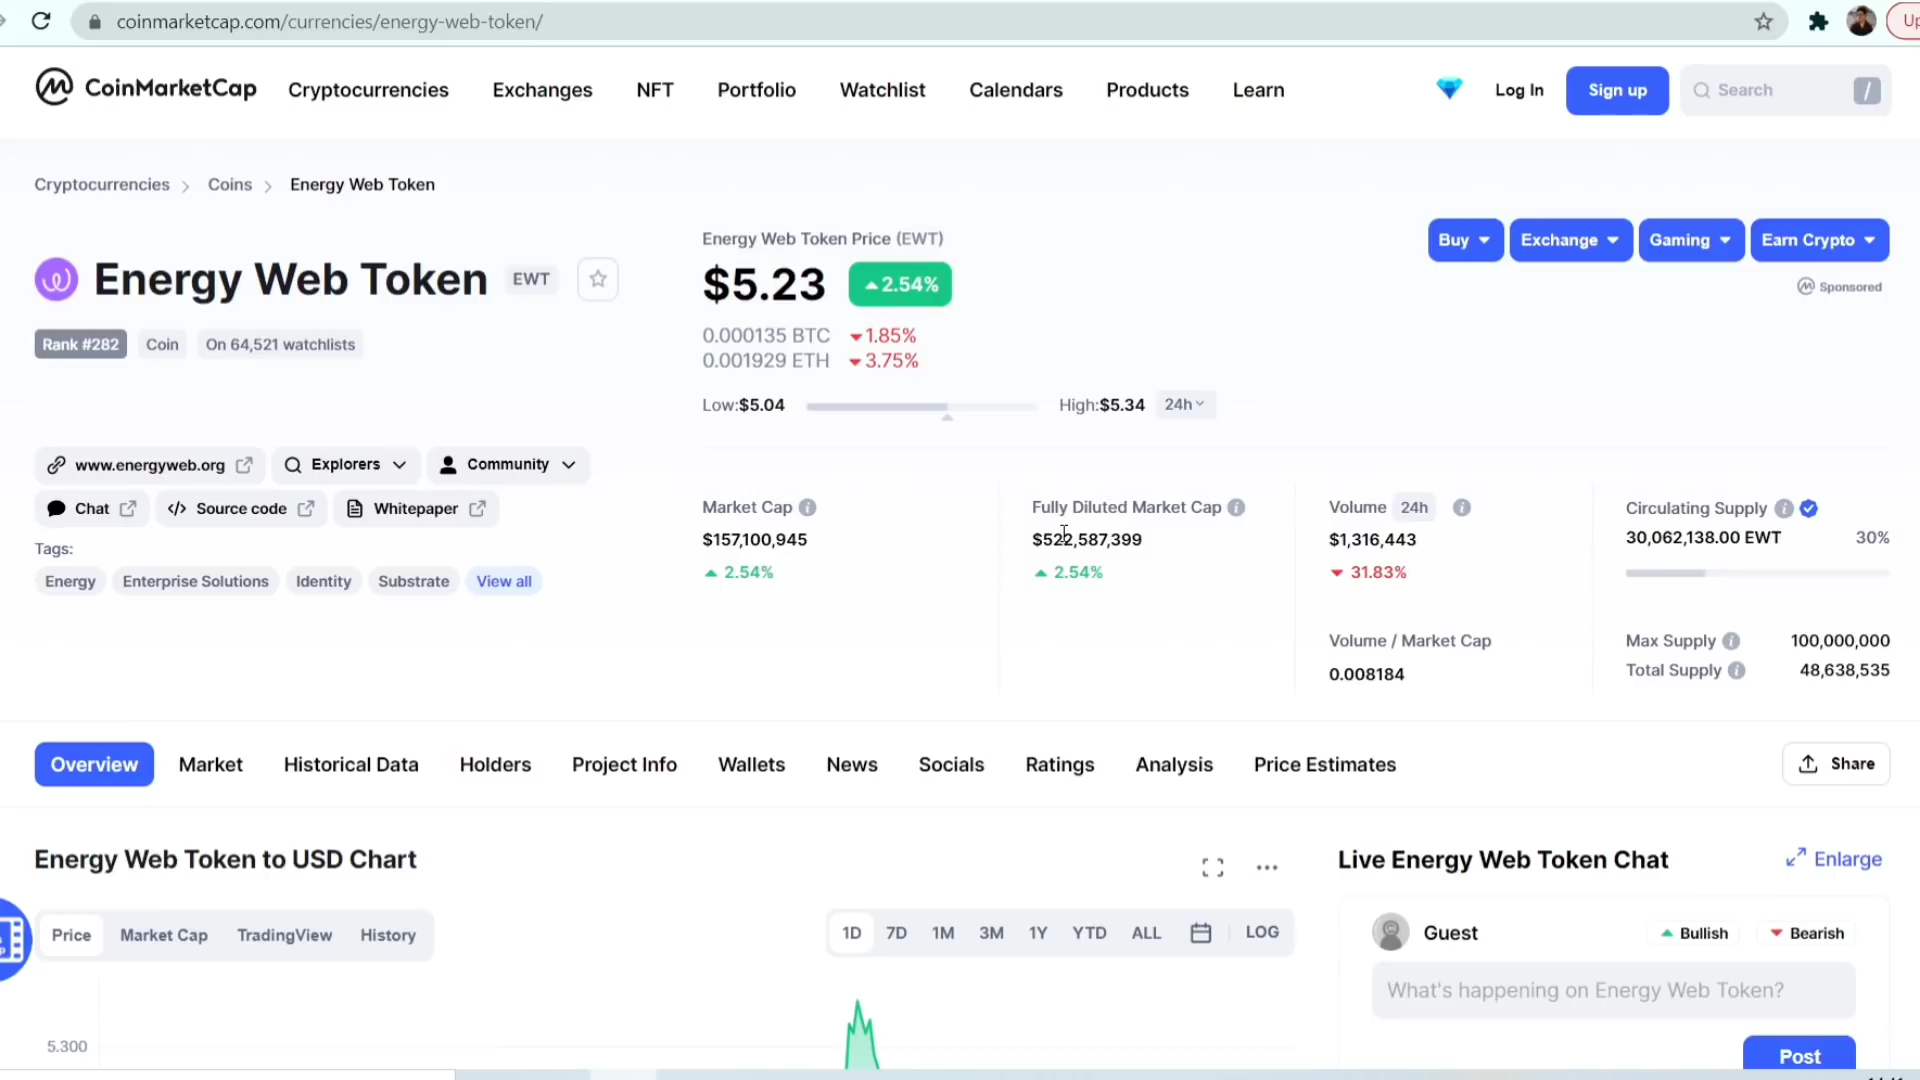 coinmarketcap.com/currencies/energy-web-token/
CoinMarketCap Cryptocurrencies Exchanges NFT Portfolio Watchlist Calendars Products Learn Log In Sign up Search /
Cryptocurrencies > Coins > Energy Web Token
Energy Web Token EWT
Rank #282 Coin On 64,521 watchlists
www.energyweb.org Explorers Community
Chat </> Source code Whitepaper
Tags:
Energy Enterprise Solutions Identity Substrate View all
Energy Web Token Price (EWT)
$5.23 2.54%
0.000135 BTC 1.85%
0.001929 ETH 3.75%
Low:$5.04 High:$5.34 24h
Buy Exchange Gaming Earn Crypto
Sponsored
Market Cap
$157,100,945
2.54%
Fully Diluted Market Cap
$522,587,399
2.54%
Volume 24h
$1,316,443
31.83%
Volume / Market Cap
0.008184
Circulating Supply
30,062,138.00 EWT 30%
Max Supply 100,000,000
Total Supply 48,638,535
Overview Market Historical Data Holders Project Info Wallets News Socials Ratings Analysis Price Estimates Share
Energy Web Token to USD Chart
Price Market Cap TradingView History
1D 7D 1M 3M 1Y YTD ALL LOG
5.300
Live Energy Web Token Chat Enlarge
Guest Bullish Bearish
What's happening on Energy Web Token?
Post